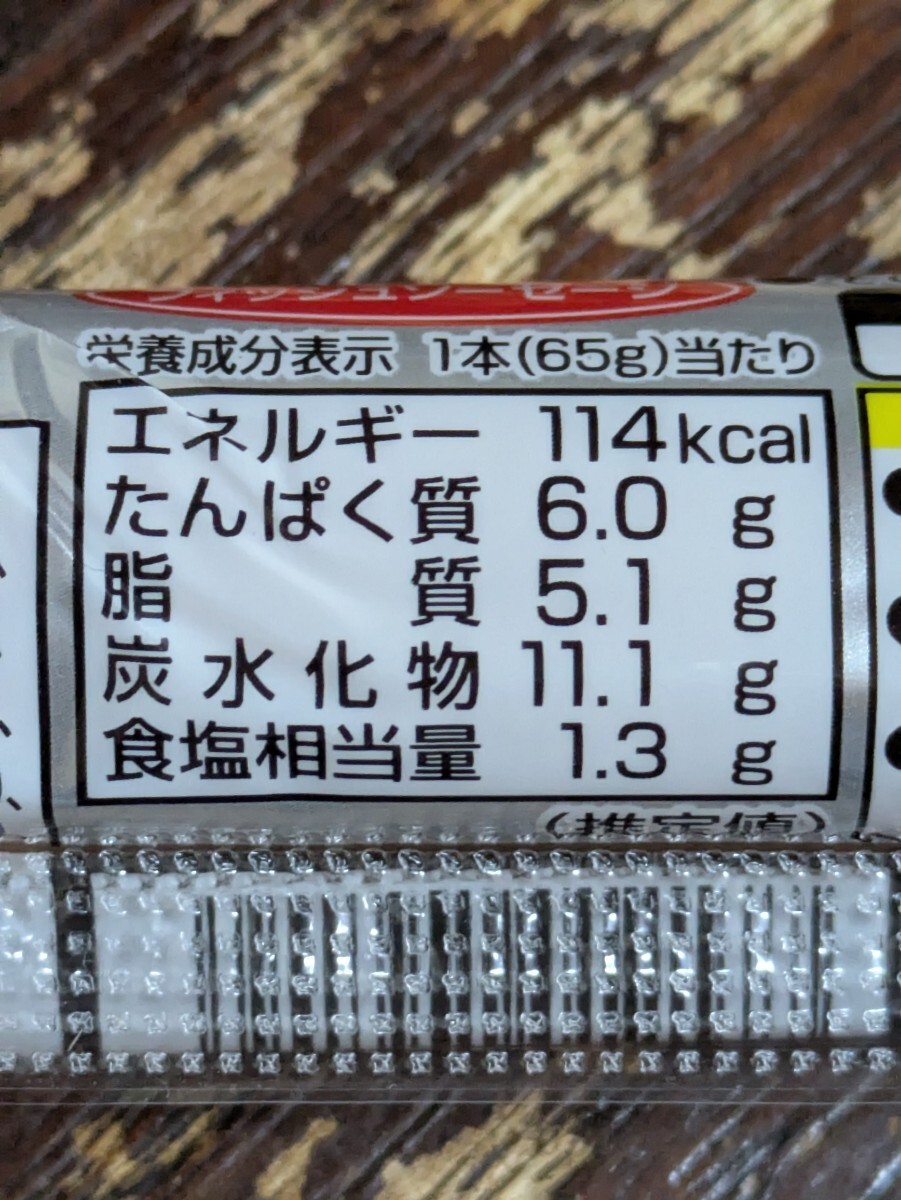 フィッシュソーセージ
栄養成分表示 1本(65g)当たり
エネルギー 114kcal
たんぱく質 6.0 g
脂質 5.1 g
炭水化物 11.1 g
食塩相当量 1.3 g
(推定値)